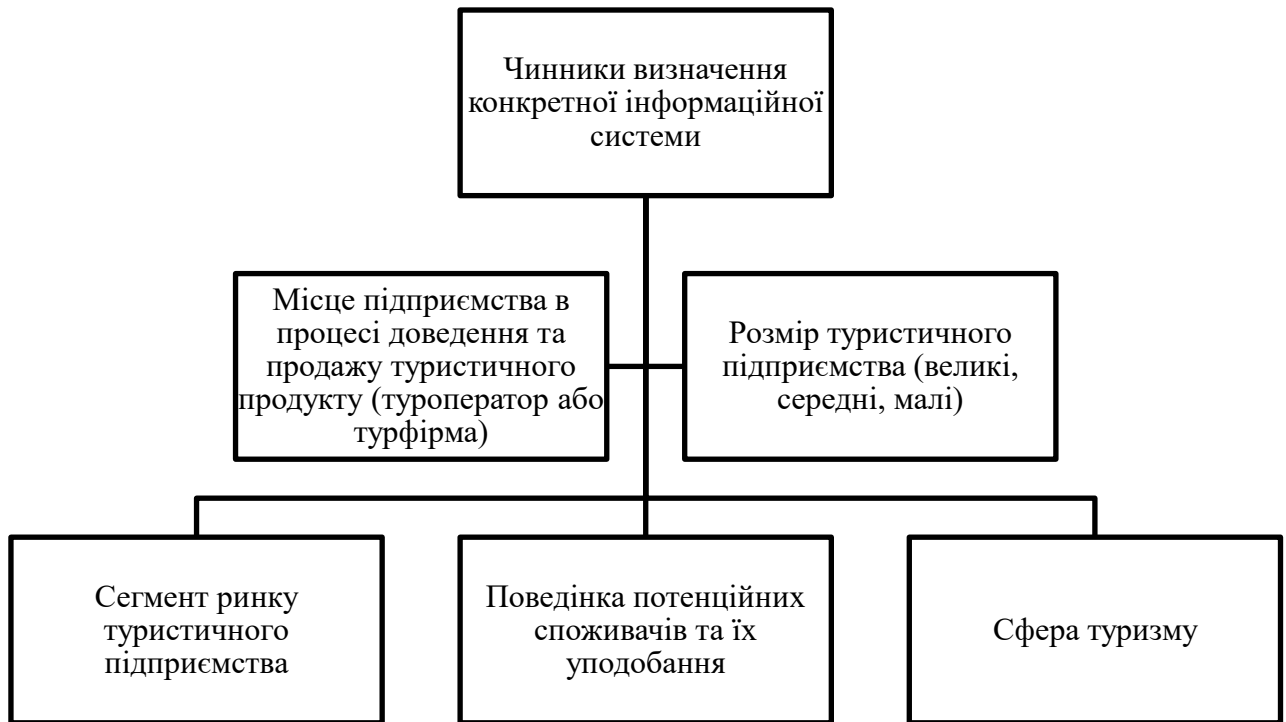 Чинники визначення
конкретної інформаційної
системи
Місце підприємства в
процесі доведення та
продажу туристичного
продукту (туроператор або
турфірма)
Розмір туристичного
підприємства (великі,
середні, малі)
Сегмент ринку
туристичного
підприємства
Поведінка потенційних
споживачів та їх
уподобання
Сфера туризму